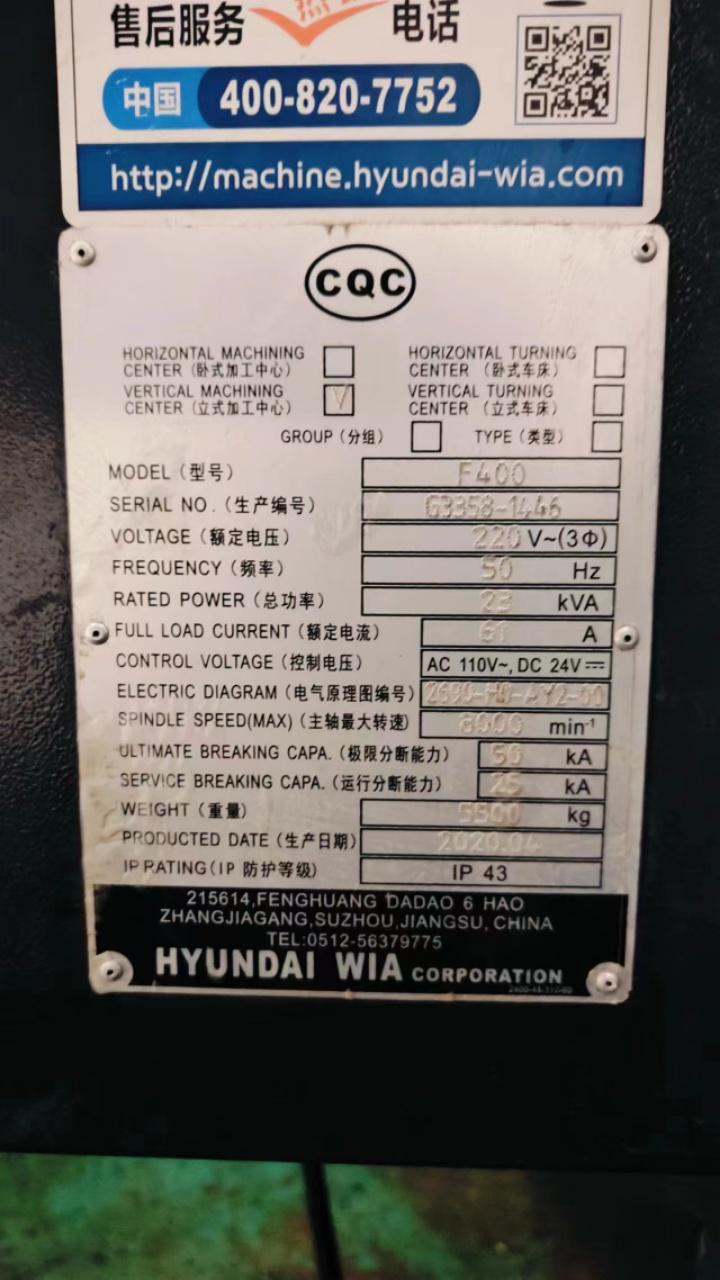 售后服务 电话
中国 400-820-7752
http://machine.hyundai-wia.com
CQC
HORIZONTAL MACHINING CENTER (卧式加工中心)
HORIZONTAL TURNING CENTER (卧式车床)
VERTICAL MACHINING CENTER (立式加工中心) V
VERTICAL TURNING CENTER (立式车床)
GROUP (分组) TYPE (类型)
MODEL (型号) F400
SERIAL NO. (生产编号) G3358-1446
VOLTAGE (额定电压) 220 V~(3Φ)
FREQUENCY (频率) 50 Hz
RATED POWER (总功率) 23 kVA
FULL LOAD CURRENT (额定电流) 61 A
CONTROL VOLTAGE (控制电压) AC 110V~, DC 24V⎓
ELECTRIC DIAGRAM (电气原理图编号)
SPINDLE SPEED(MAX) (主轴最大转速) 8000 min⁻¹
ULTIMATE BREAKING CAPA. (极限分断能力) 50 kA
SERVICE BREAKING CAPA. (运行分断能力) 25 kA
WEIGHT (重量) 5500 kg
PRODUCTED DATE (生产日期) 2020.04
IP RATING(IP 防护等级) IP 43
215614,FENGHUANG DADAO 6 HAO
ZHANGJIAGANG,SUZHOU,JIANGSU, CHINA
TEL:0512-56379775
HYUNDAI WIA CORPORATION